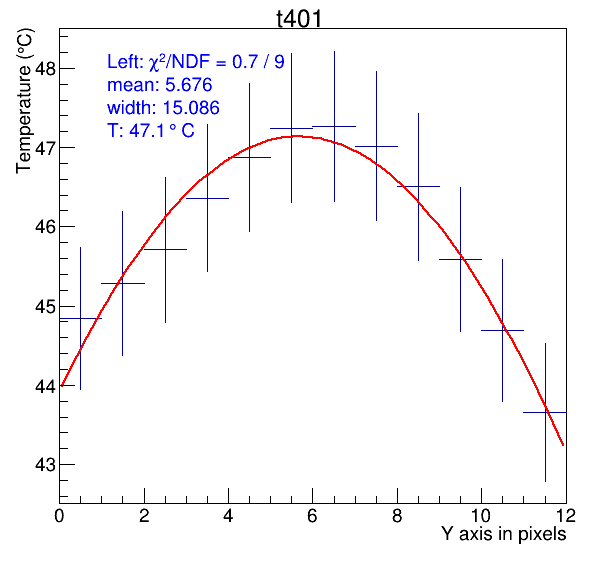 t401
Temperature (°C)
Left: χ²/NDF = 0.7 / 9
mean: 5.676
width: 15.086
T: 47.1° C
48
47
46
45
44
43
0 2 4 6 8 10 12
Y axis in pixels